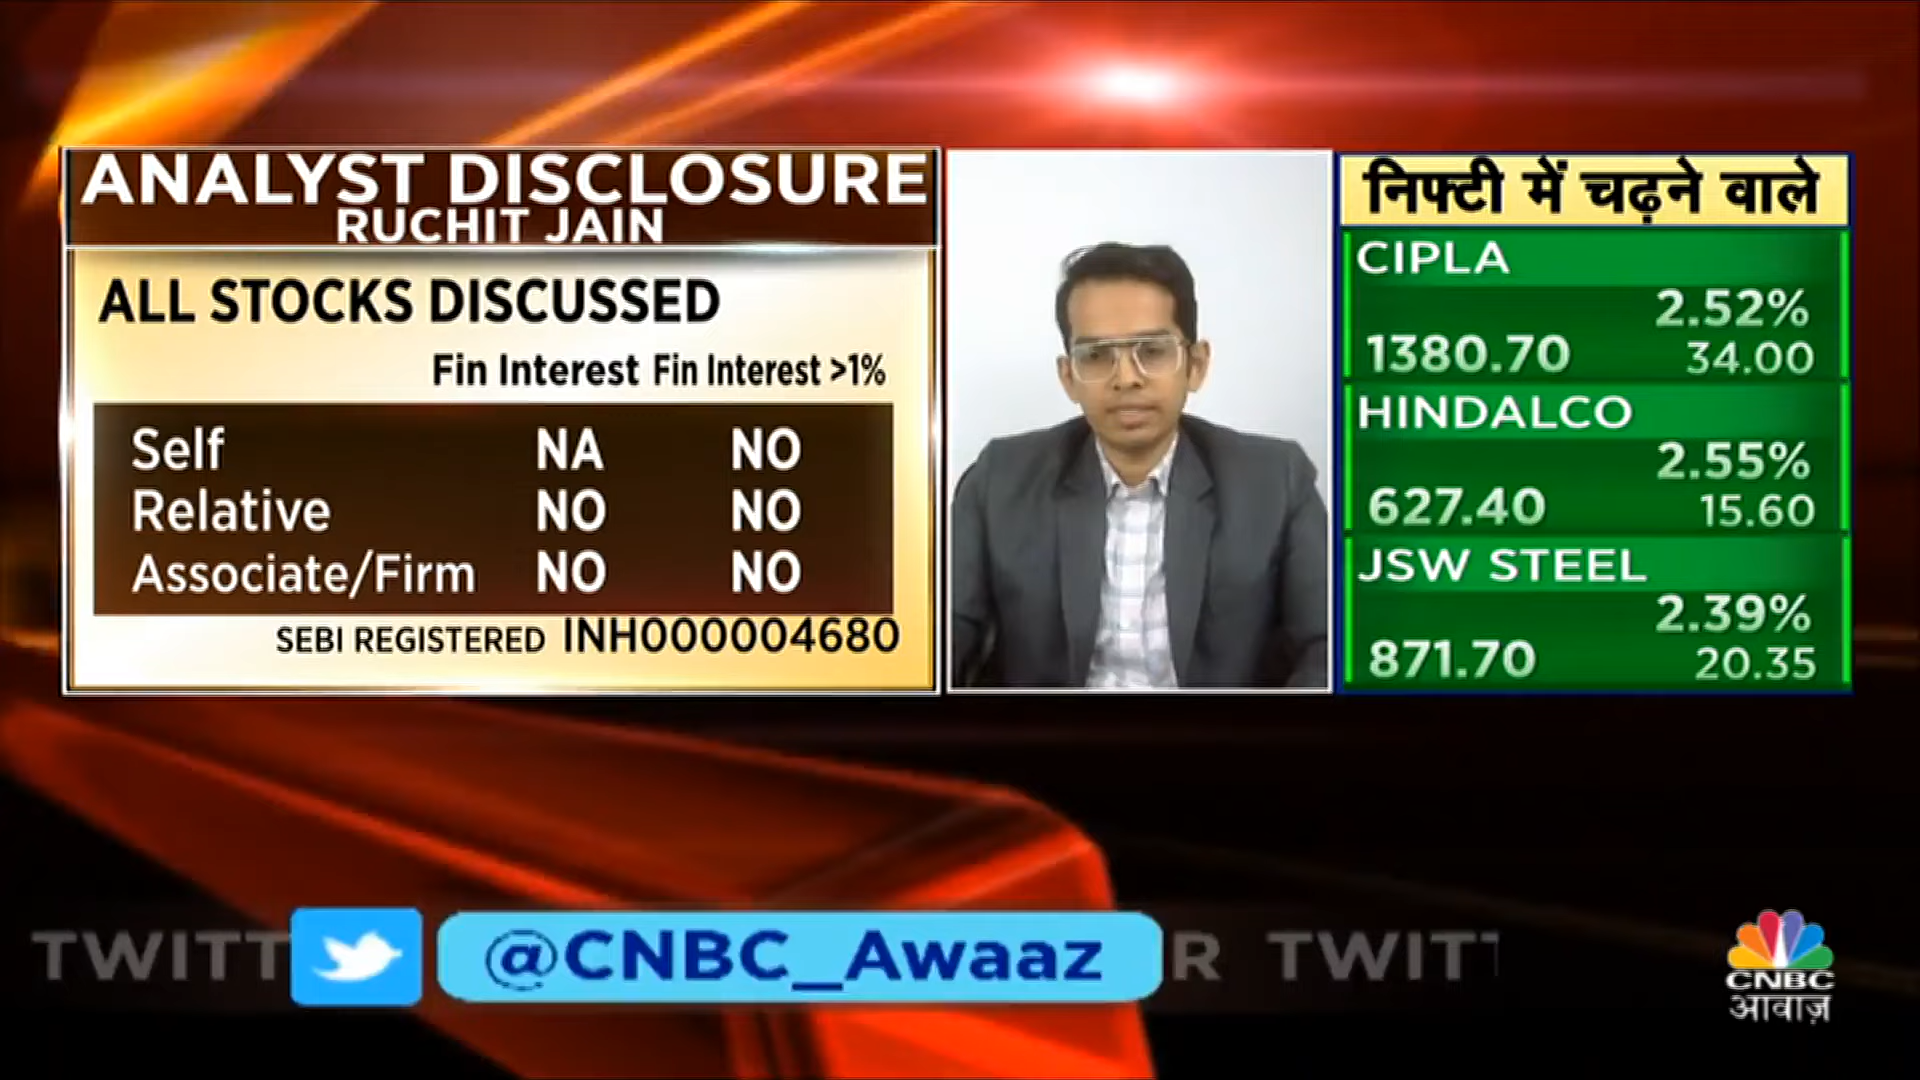 ANALYST DISCLOSURE
RUCHIT JAIN
ALL STOCKS DISCUSSED
Fin Interest Fin Interest >1%
Self NA NO
Relative NO NO
Associate/Firm NO NO
SEBI REGISTERED INH000004680
निफ्टी में चढ़ने वाले
CIPLA
2.52%
1380.70 34.00
HINDALCO
2.55%
627.40 15.60
JSW STEEL
2.39%
871.70 20.35
TWITT @CNBC_Awaaz R TWIT
CNBC
आवाज़